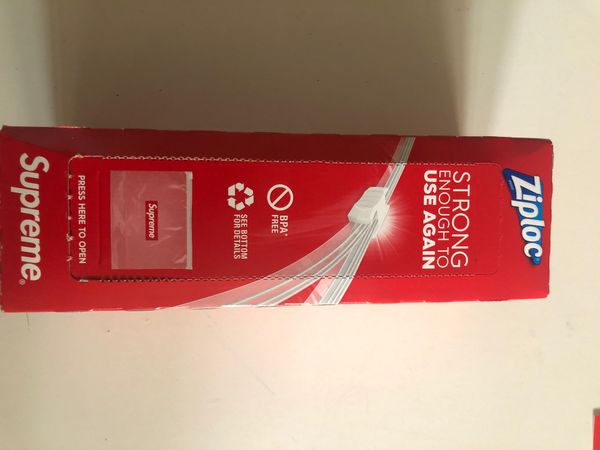 Ziploc®
STRONG
ENOUGH TO
USE AGAIN
BPA*
FREE
SEE BOTTOM
FOR DETAILS
Supreme
PRESS HERE TO OPEN
Supreme®